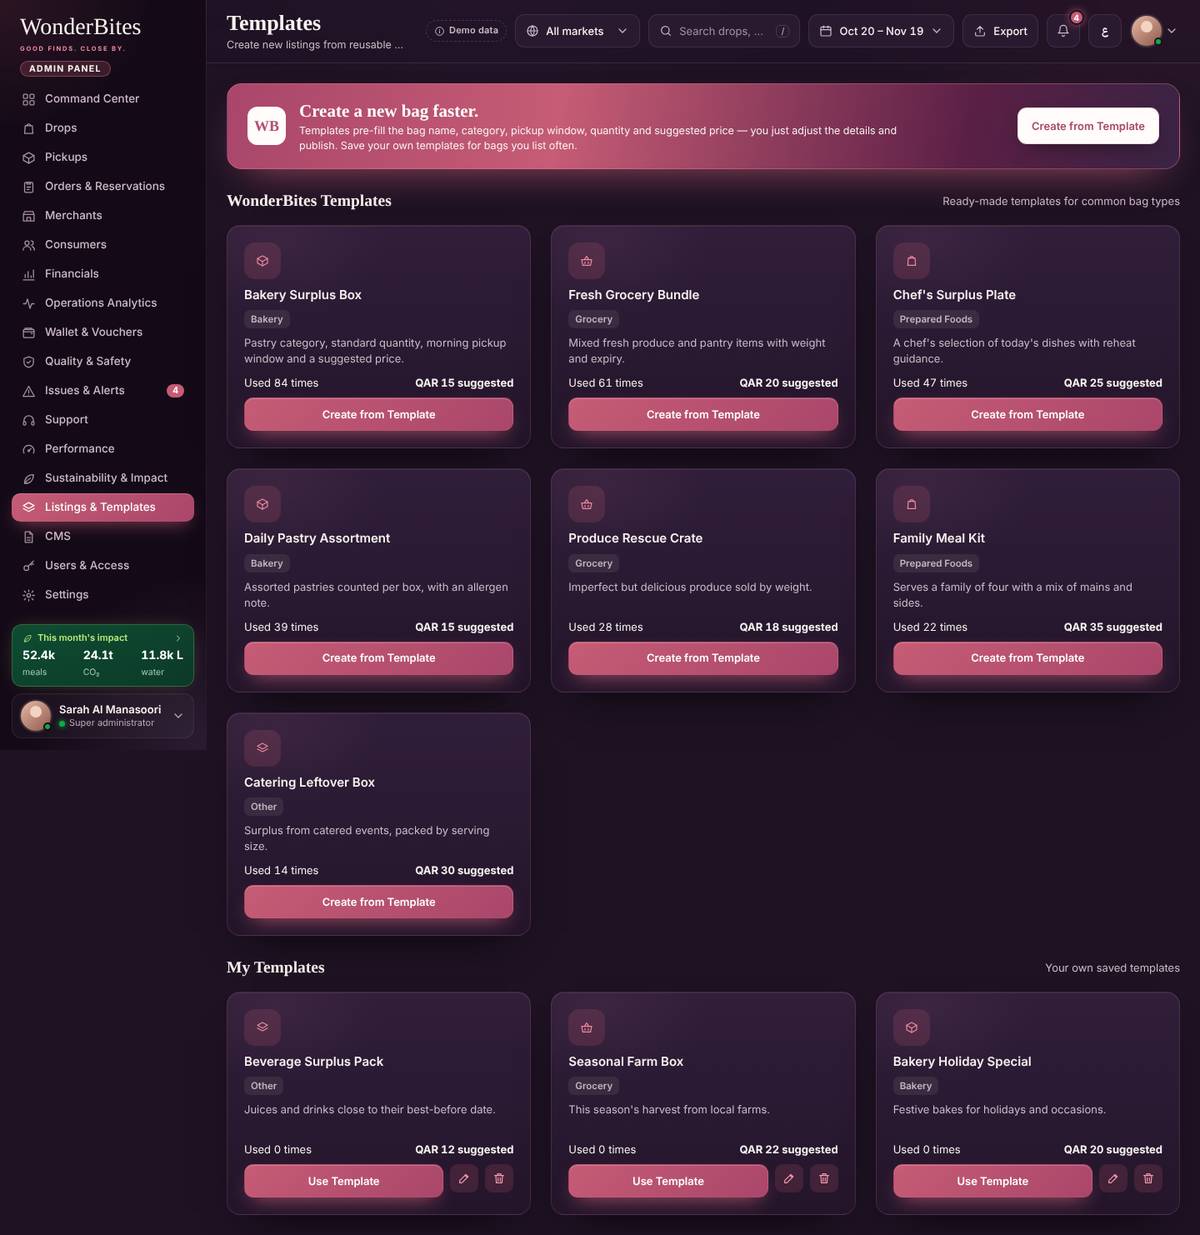 WonderBites
GOOD FINDS. CLOSE BY.
ADMIN PANEL
Command Center
Drops
Pickups
Orders & Reservations
Merchants
Consumers
Financials
Operations Analytics
Wallet & Vouchers
Quality & Safety
Issues & Alerts 4
Support
Performance
Sustainability & Impact
Listings & Templates
CMS
Users & Access
Settings
This month's impact
52.4k 24.1t 11.8k L
meals CO₂ water
Sarah Al Manasoori
Super administrator
Templates
Create new listings from reusable ...
Demo data
All markets
Search drops, ... /
Oct 20 – Nov 19
Export
4
ع
WB
Create a new bag faster.
Templates pre-fill the bag name, category, pickup window, quantity and suggested price — you just adjust the details and
publish. Save your own templates for bags you list often.
Create from Template
WonderBites Templates
Ready-made templates for common bag types
Bakery Surplus Box
Bakery
Pastry category, standard quantity, morning pickup
window and a suggested price.
Used 84 times QAR 15 suggested
Create from Template
Fresh Grocery Bundle
Grocery
Mixed fresh produce and pantry items with weight
and expiry.
Used 61 times QAR 20 suggested
Create from Template
Chef's Surplus Plate
Prepared Foods
A chef's selection of today's dishes with reheat
guidance.
Used 47 times QAR 25 suggested
Create from Template
Daily Pastry Assortment
Bakery
Assorted pastries counted per box, with an allergen
note.
Used 39 times QAR 15 suggested
Create from Template
Produce Rescue Crate
Grocery
Imperfect but delicious produce sold by weight.
Used 28 times QAR 18 suggested
Create from Template
Family Meal Kit
Prepared Foods
Serves a family of four with a mix of mains and
sides.
Used 22 times QAR 35 suggested
Create from Template
Catering Leftover Box
Other
Surplus from catered events, packed by serving
size.
Used 14 times QAR 30 suggested
Create from Template
My Templates
Your own saved templates
Beverage Surplus Pack
Other
Juices and drinks close to their best-before date.
Used 0 times QAR 12 suggested
Use Template
Seasonal Farm Box
Grocery
This season's harvest from local farms.
Used 0 times QAR 22 suggested
Use Template
Bakery Holiday Special
Bakery
Festive bakes for holidays and occasions.
Used 0 times QAR 20 suggested
Use Template